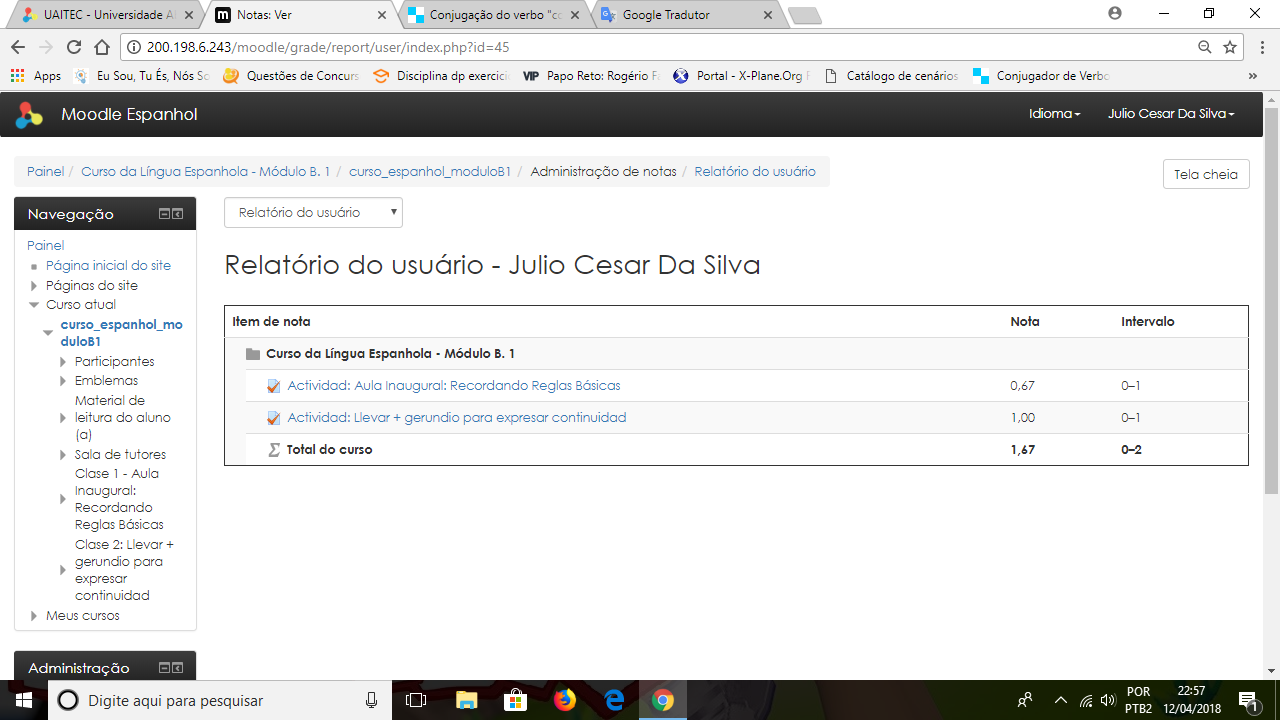 UAITEC - Universidade A
Notas: Ver
Conjugação do verbo "co
Google Tradutor
200.198.6.243/moodle/grade/report/user/index.php?id=45
Apps
Eu Sou, Tu És, Nós So
Questões de Concurs
Disciplina dp exercici
VIP Papo Reto: Rogério F
Portal - X-Plane.Org F
Catálogo de cenários
Conjugador de Verbo
»
Moodle Espanhol
Idioma
Julio Cesar Da Silva
Painel / Curso da Língua Espanhola - Módulo B. 1 / curso_espanhol_moduloB1 / Administração de notas / Relatório do usuário
Tela cheia
Navegação
Painel
Página inicial do site
Páginas do site
Curso atual
curso_espanhol_mo
duloB1
Participantes
Emblemas
Material de
leitura do aluno
(a)
Sala de tutores
Clase 1 - Aula
Inaugural:
Recordando
Reglas Básicas
Clase 2: Llevar +
gerundio para
expresar
continuidad
Meus cursos
Administração
Relatório do usuário
Relatório do usuário - Julio Cesar Da Silva
Item de nota Nota Intervalo
Curso da Língua Espanhola - Módulo B. 1
Actividad: Aula Inaugural: Recordando Reglas Básicas 0,67 0–1
Actividad: Llevar + gerundio para expresar continuidad 1,00 0–1
Σ Total do curso 1,67 0–2
Digite aqui para pesquisar
POR
PTB2
22:57
12/04/2018
1